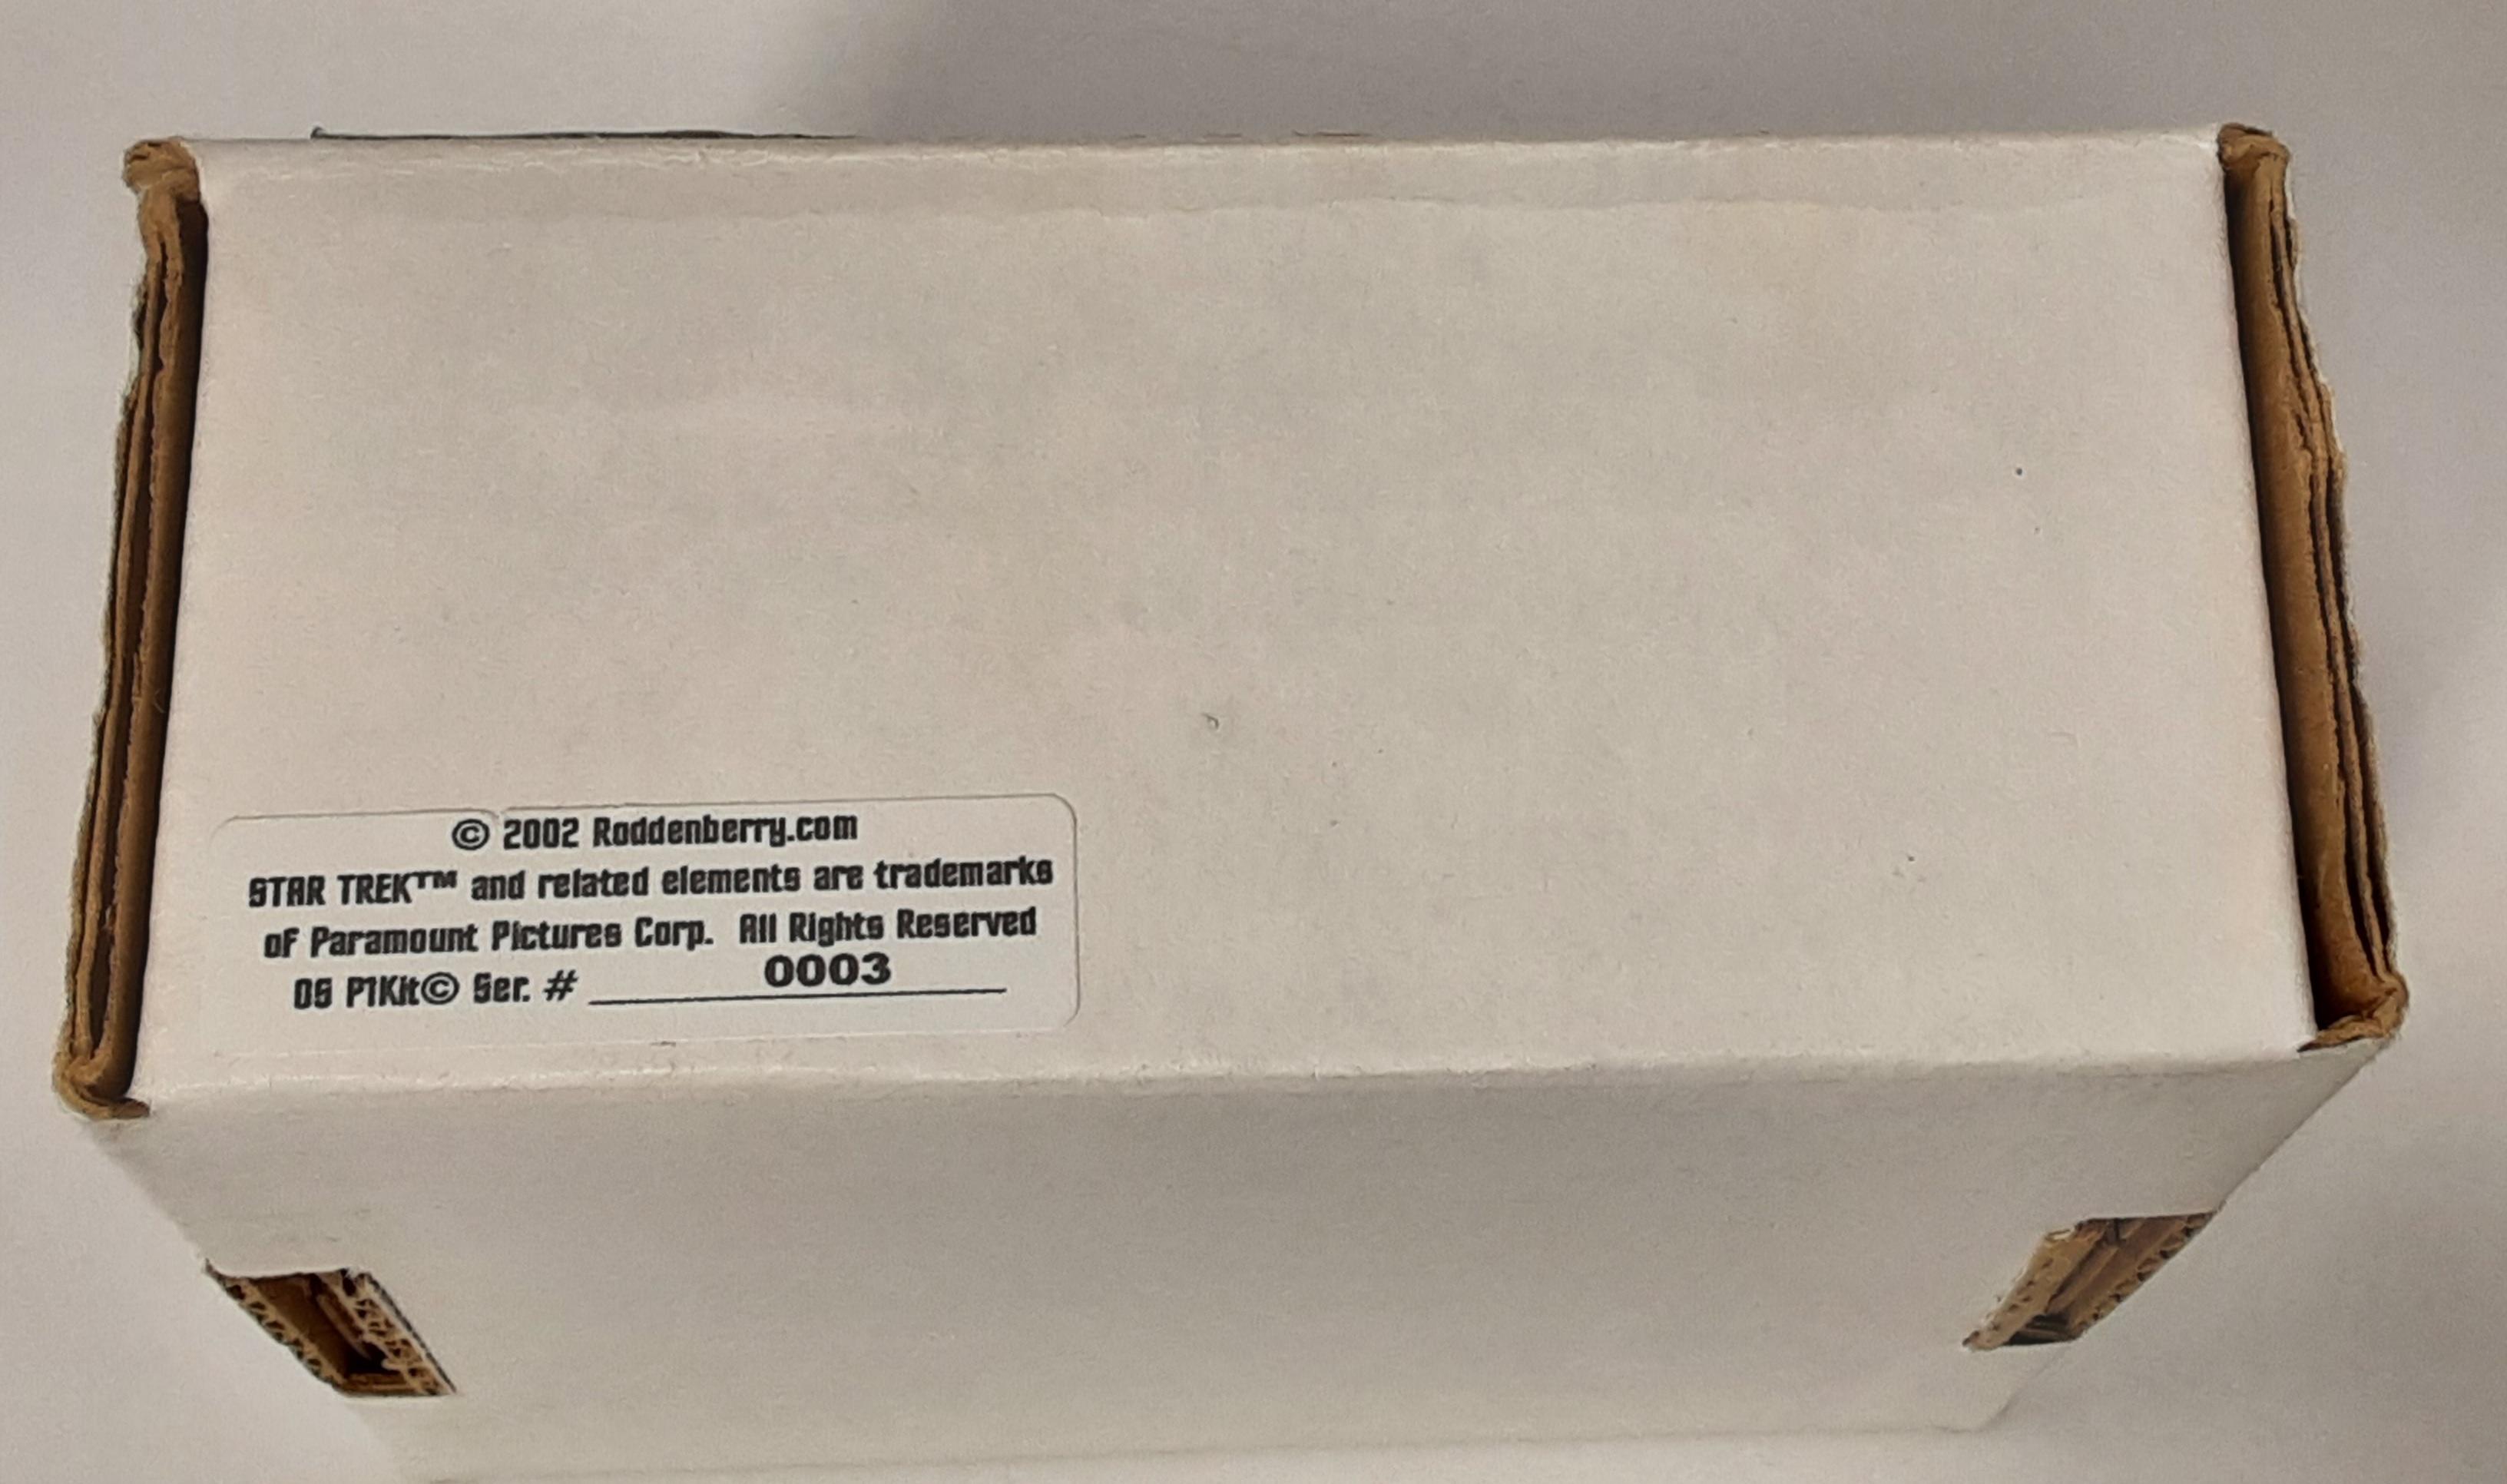 © 2002 Roddenberry.com
STAR TREK™ and related elements are trademarks
of Paramount Pictures Corp. All Rights Reserved
OS P1Kit© Ser. # 0003